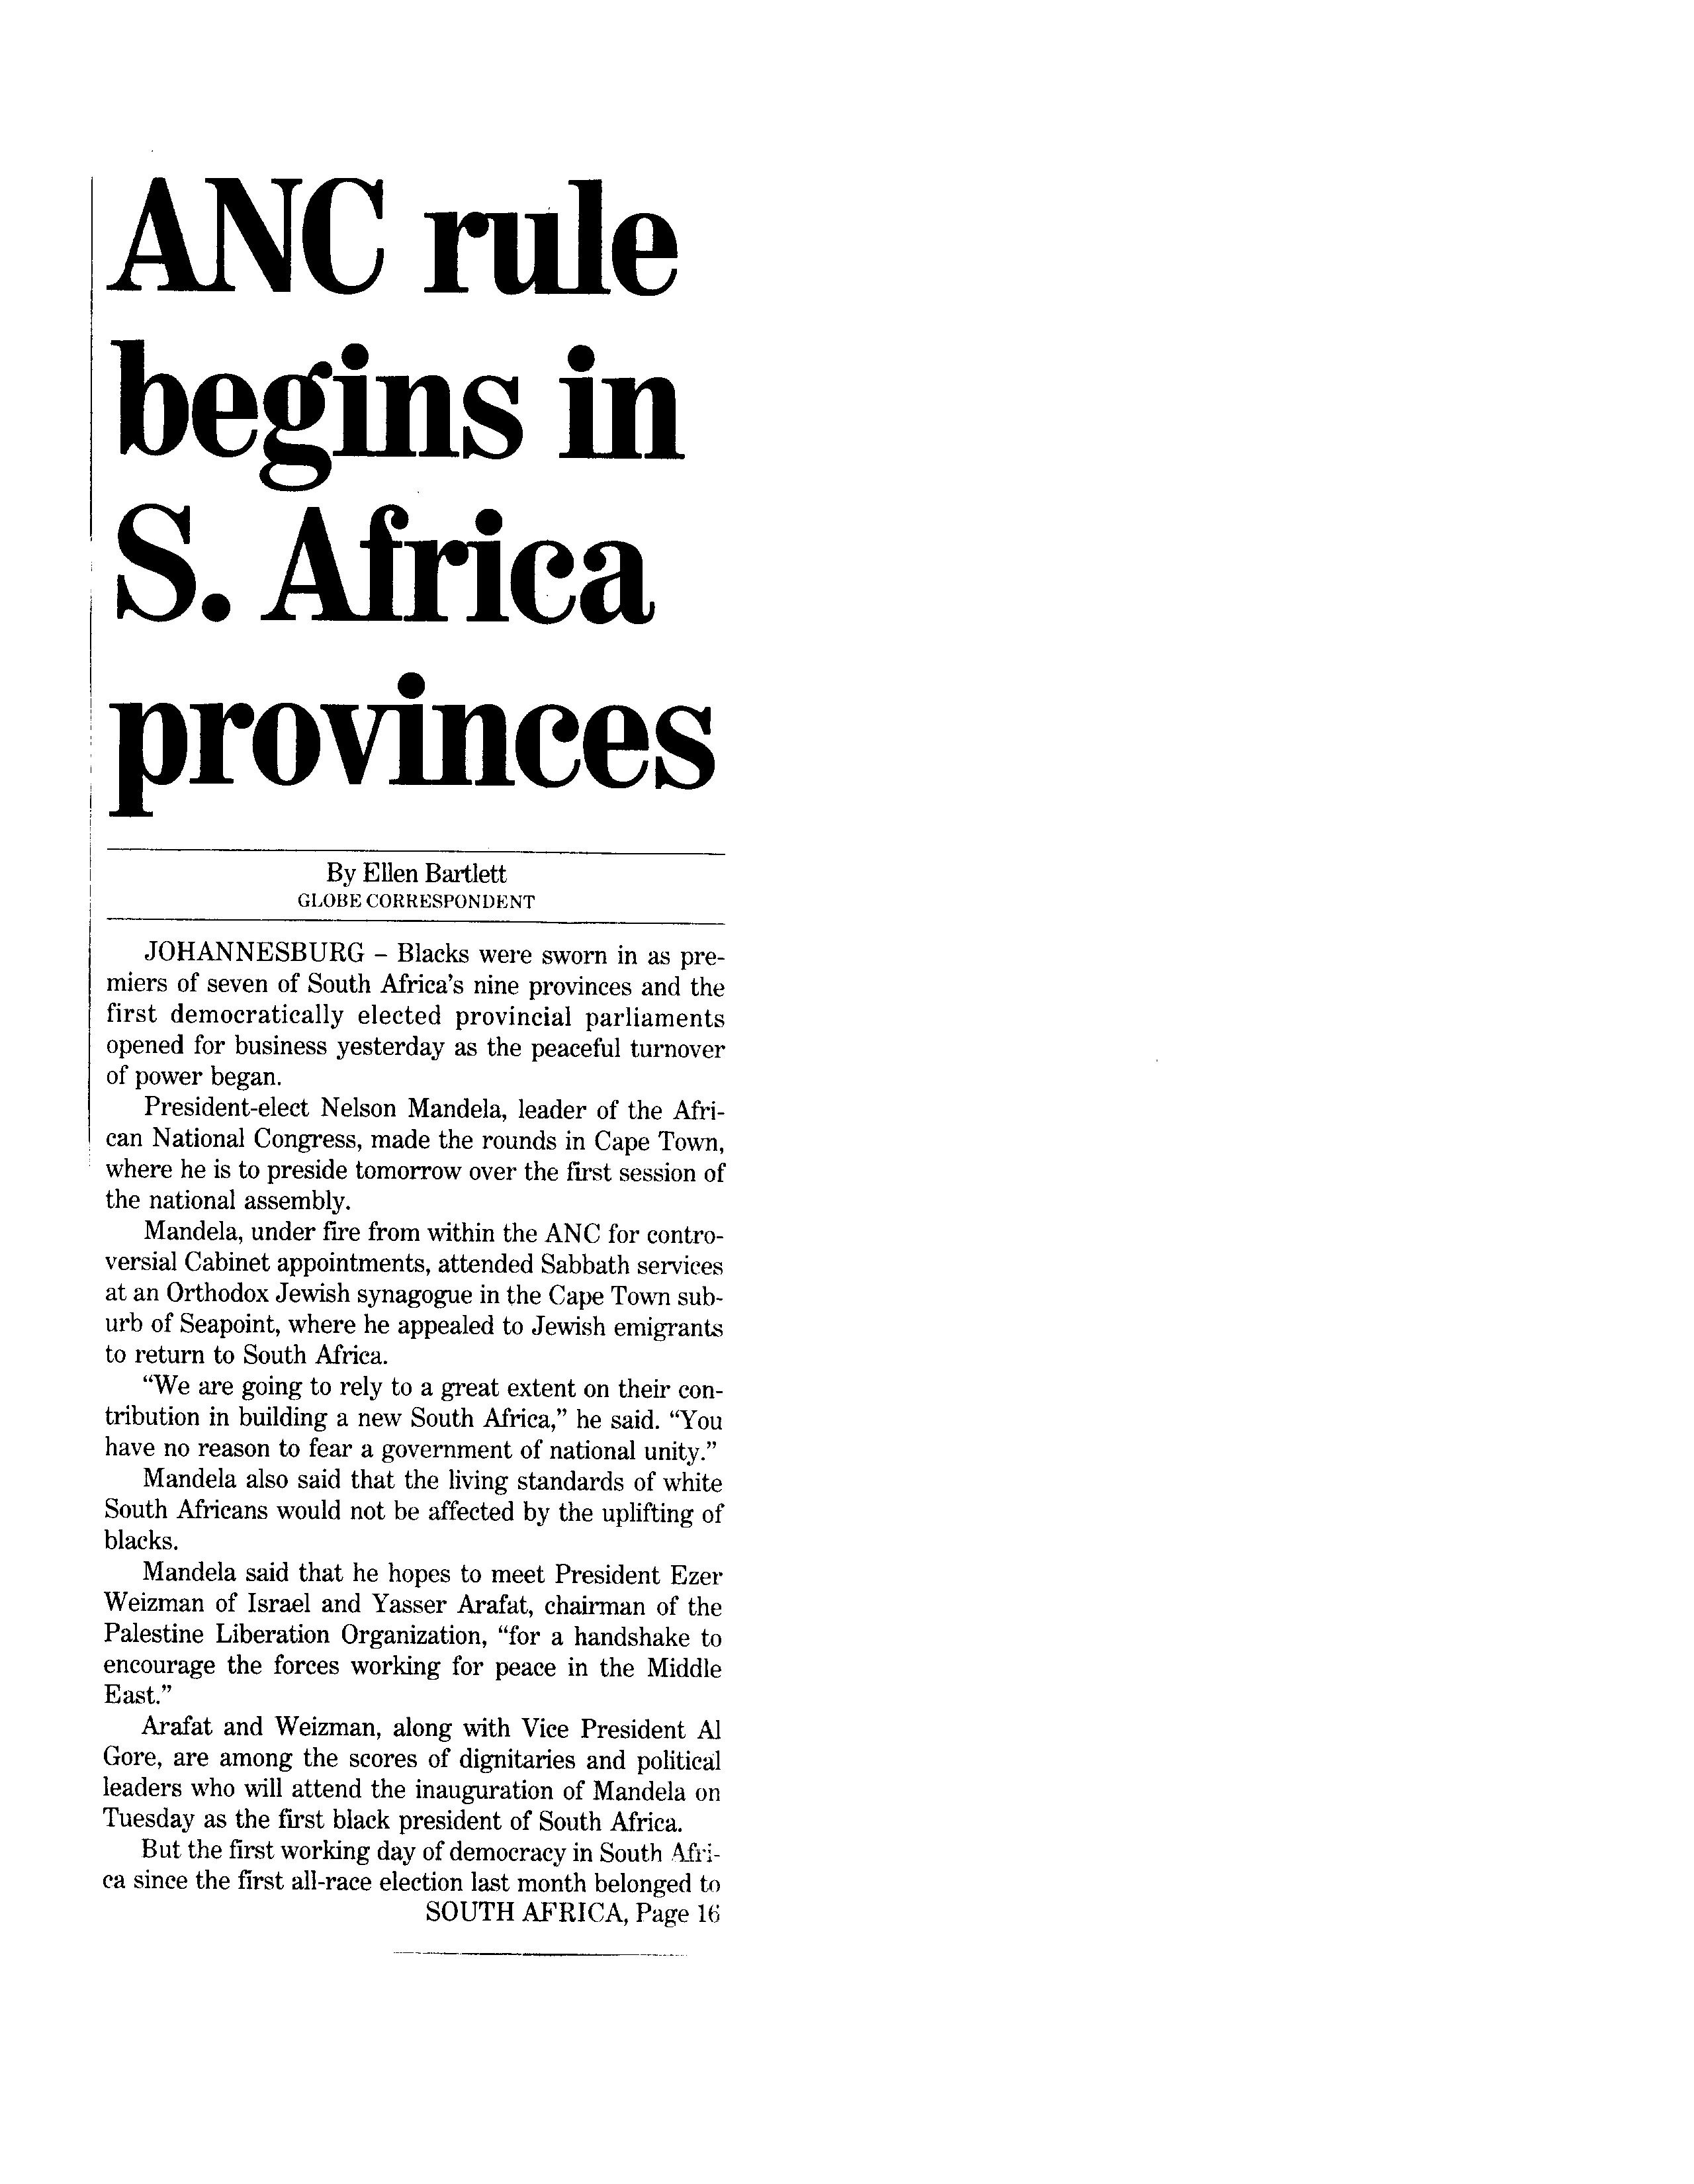 ANC rule
begins in
S. Africa
provinces
By Ellen Bartlett
GLOBE CORRESPONDENT
JOHANNESBURG – Blacks were sworn in as pre-
miers of seven of South Africa's nine provinces and the
first democratically elected provincial parliaments
opened for business yesterday as the peaceful turnover
of power began.
President-elect Nelson Mandela, leader of the Afri-
can National Congress, made the rounds in Cape Town,
where he is to preside tomorrow over the first session of
the national assembly.
Mandela, under fire from within the ANC for contro-
versial Cabinet appointments, attended Sabbath services
at an Orthodox Jewish synagogue in the Cape Town sub-
urb of Seapoint, where he appealed to Jewish emigrants
to return to South Africa.
“We are going to rely to a great extent on their con-
tribution in building a new South Africa,” he said. “You
have no reason to fear a government of national unity.”
Mandela also said that the living standards of white
South Africans would not be affected by the uplifting of
blacks.
Mandela said that he hopes to meet President Ezer
Weizman of Israel and Yasser Arafat, chairman of the
Palestine Liberation Organization, “for a handshake to
encourage the forces working for peace in the Middle
East.”
Arafat and Weizman, along with Vice President Al
Gore, are among the scores of dignitaries and political
leaders who will attend the inauguration of Mandela on
Tuesday as the first black president of South Africa.
But the first working day of democracy in South Afri-
ca since the first all-race election last month belonged to
SOUTH AFRICA, Page 16